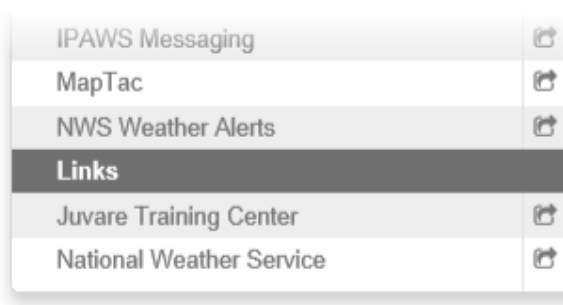 IPAWS Messaging
MapTac
NWS Weather Alerts
Links
Juvare Training Center
National Weather Service